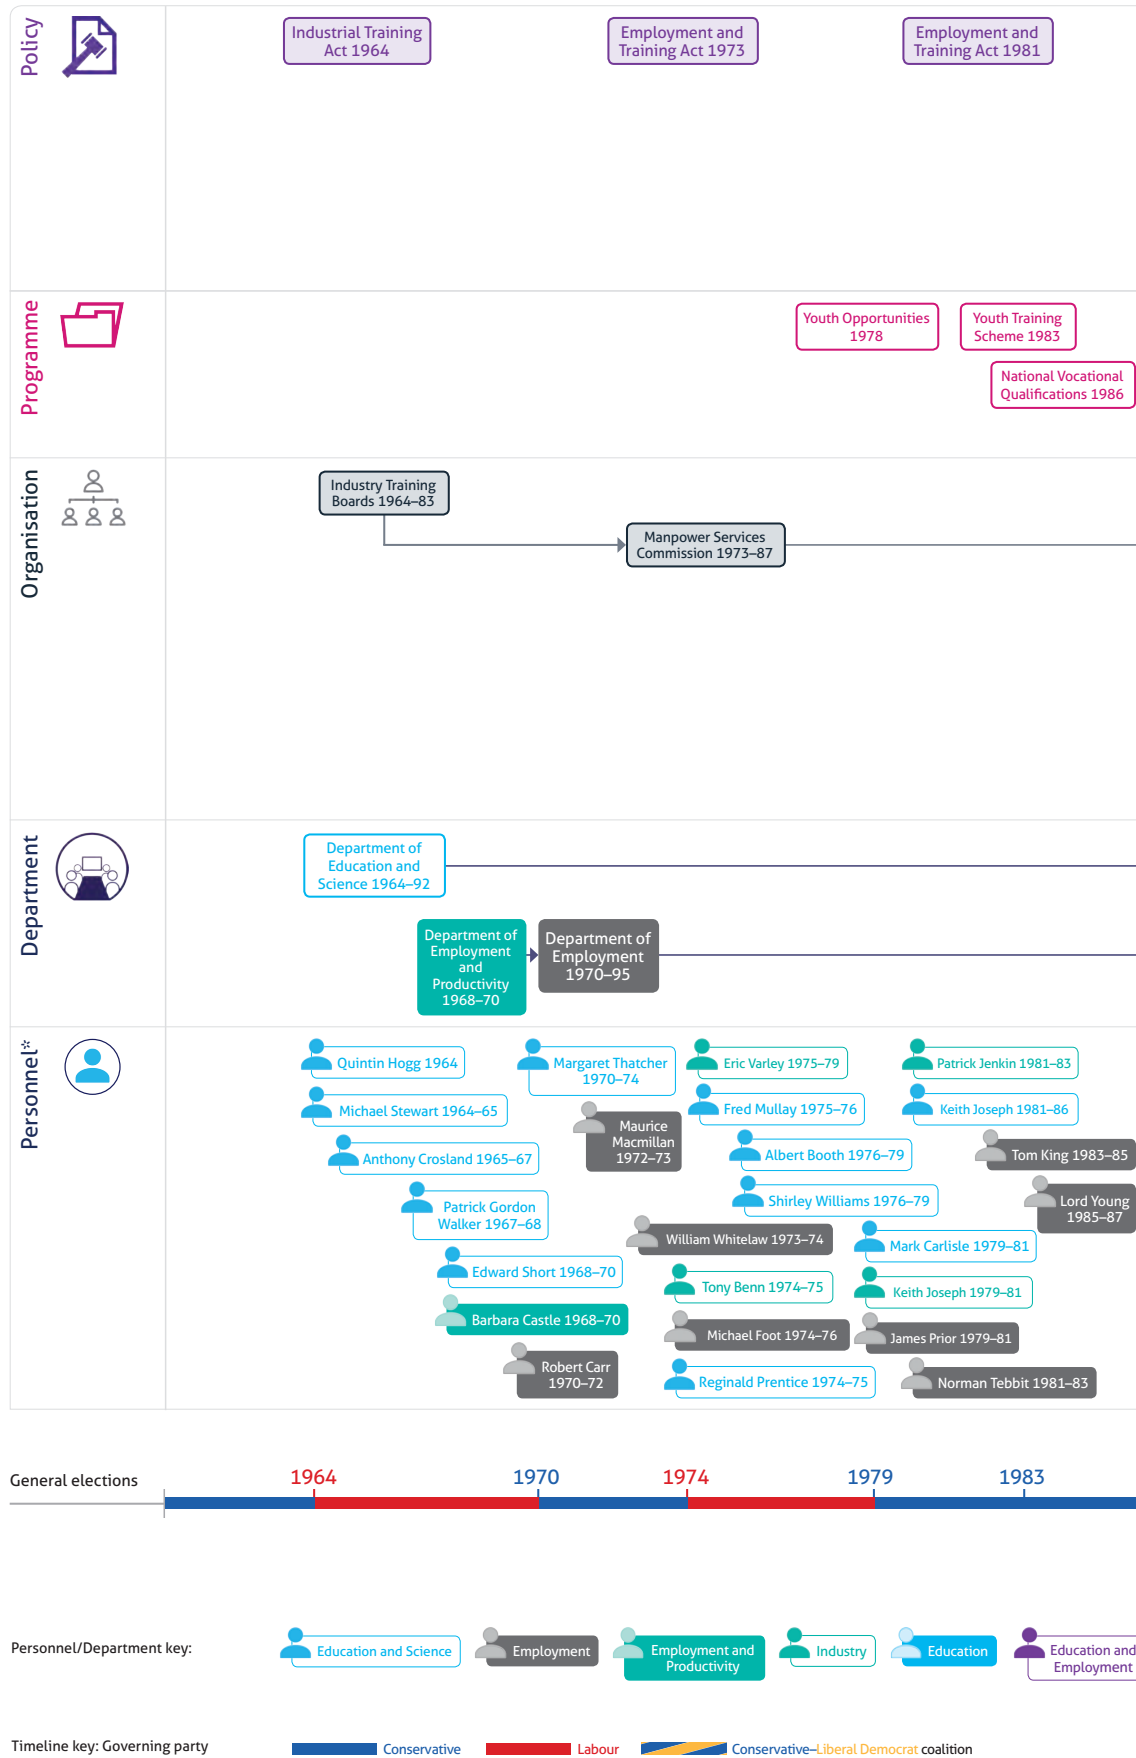 Policy
Industrial Training
Act 1964
Employment and
Training Act 1973
Employment and
Training Act 1981
Programme
Youth Opportunities
1978
Youth Training
Scheme 1983
National Vocational
Qualifications 1986
Organisation
Industry Training
Boards 1964–83
Manpower Services
Commission 1973–87
Department
Department of
Education and
Science 1964–92
Department of
Employment
and
Productivity
1968–70
Department of
Employment
1970–95
Personnel*
Quintin Hogg 1964
Michael Stewart 1964–65
Anthony Crosland 1965–67
Patrick Gordon
Walker 1967–68
Edward Short 1968–70
Barbara Castle 1968–70
Robert Carr
1970–72
Margaret Thatcher
1970–74
Maurice
Macmillan
1972–73
William Whitelaw 1973–74
Tony Benn 1974–75
Michael Foot 1974–76
Reginald Prentice 1974–75
Eric Varley 1975–79
Fred Mullay 1975–76
Albert Booth 1976–79
Shirley Williams 1976–79
Mark Carlisle 1979–81
Keith Joseph 1979–81
James Prior 1979–81
Norman Tebbit 1981–83
Patrick Jenkin 1981–83
Keith Joseph 1981–86
Tom King 1983–85
Lord Young
1985–87
General elections
1964
1970
1974
1979
1983
Personnel/Department key:
Education and Science
Employment
Employment and
Productivity
Industry
Education
Education and
Employment
Timeline key: Governing party
Conservative
Labour
Conservative–Liberal Democrat coalition